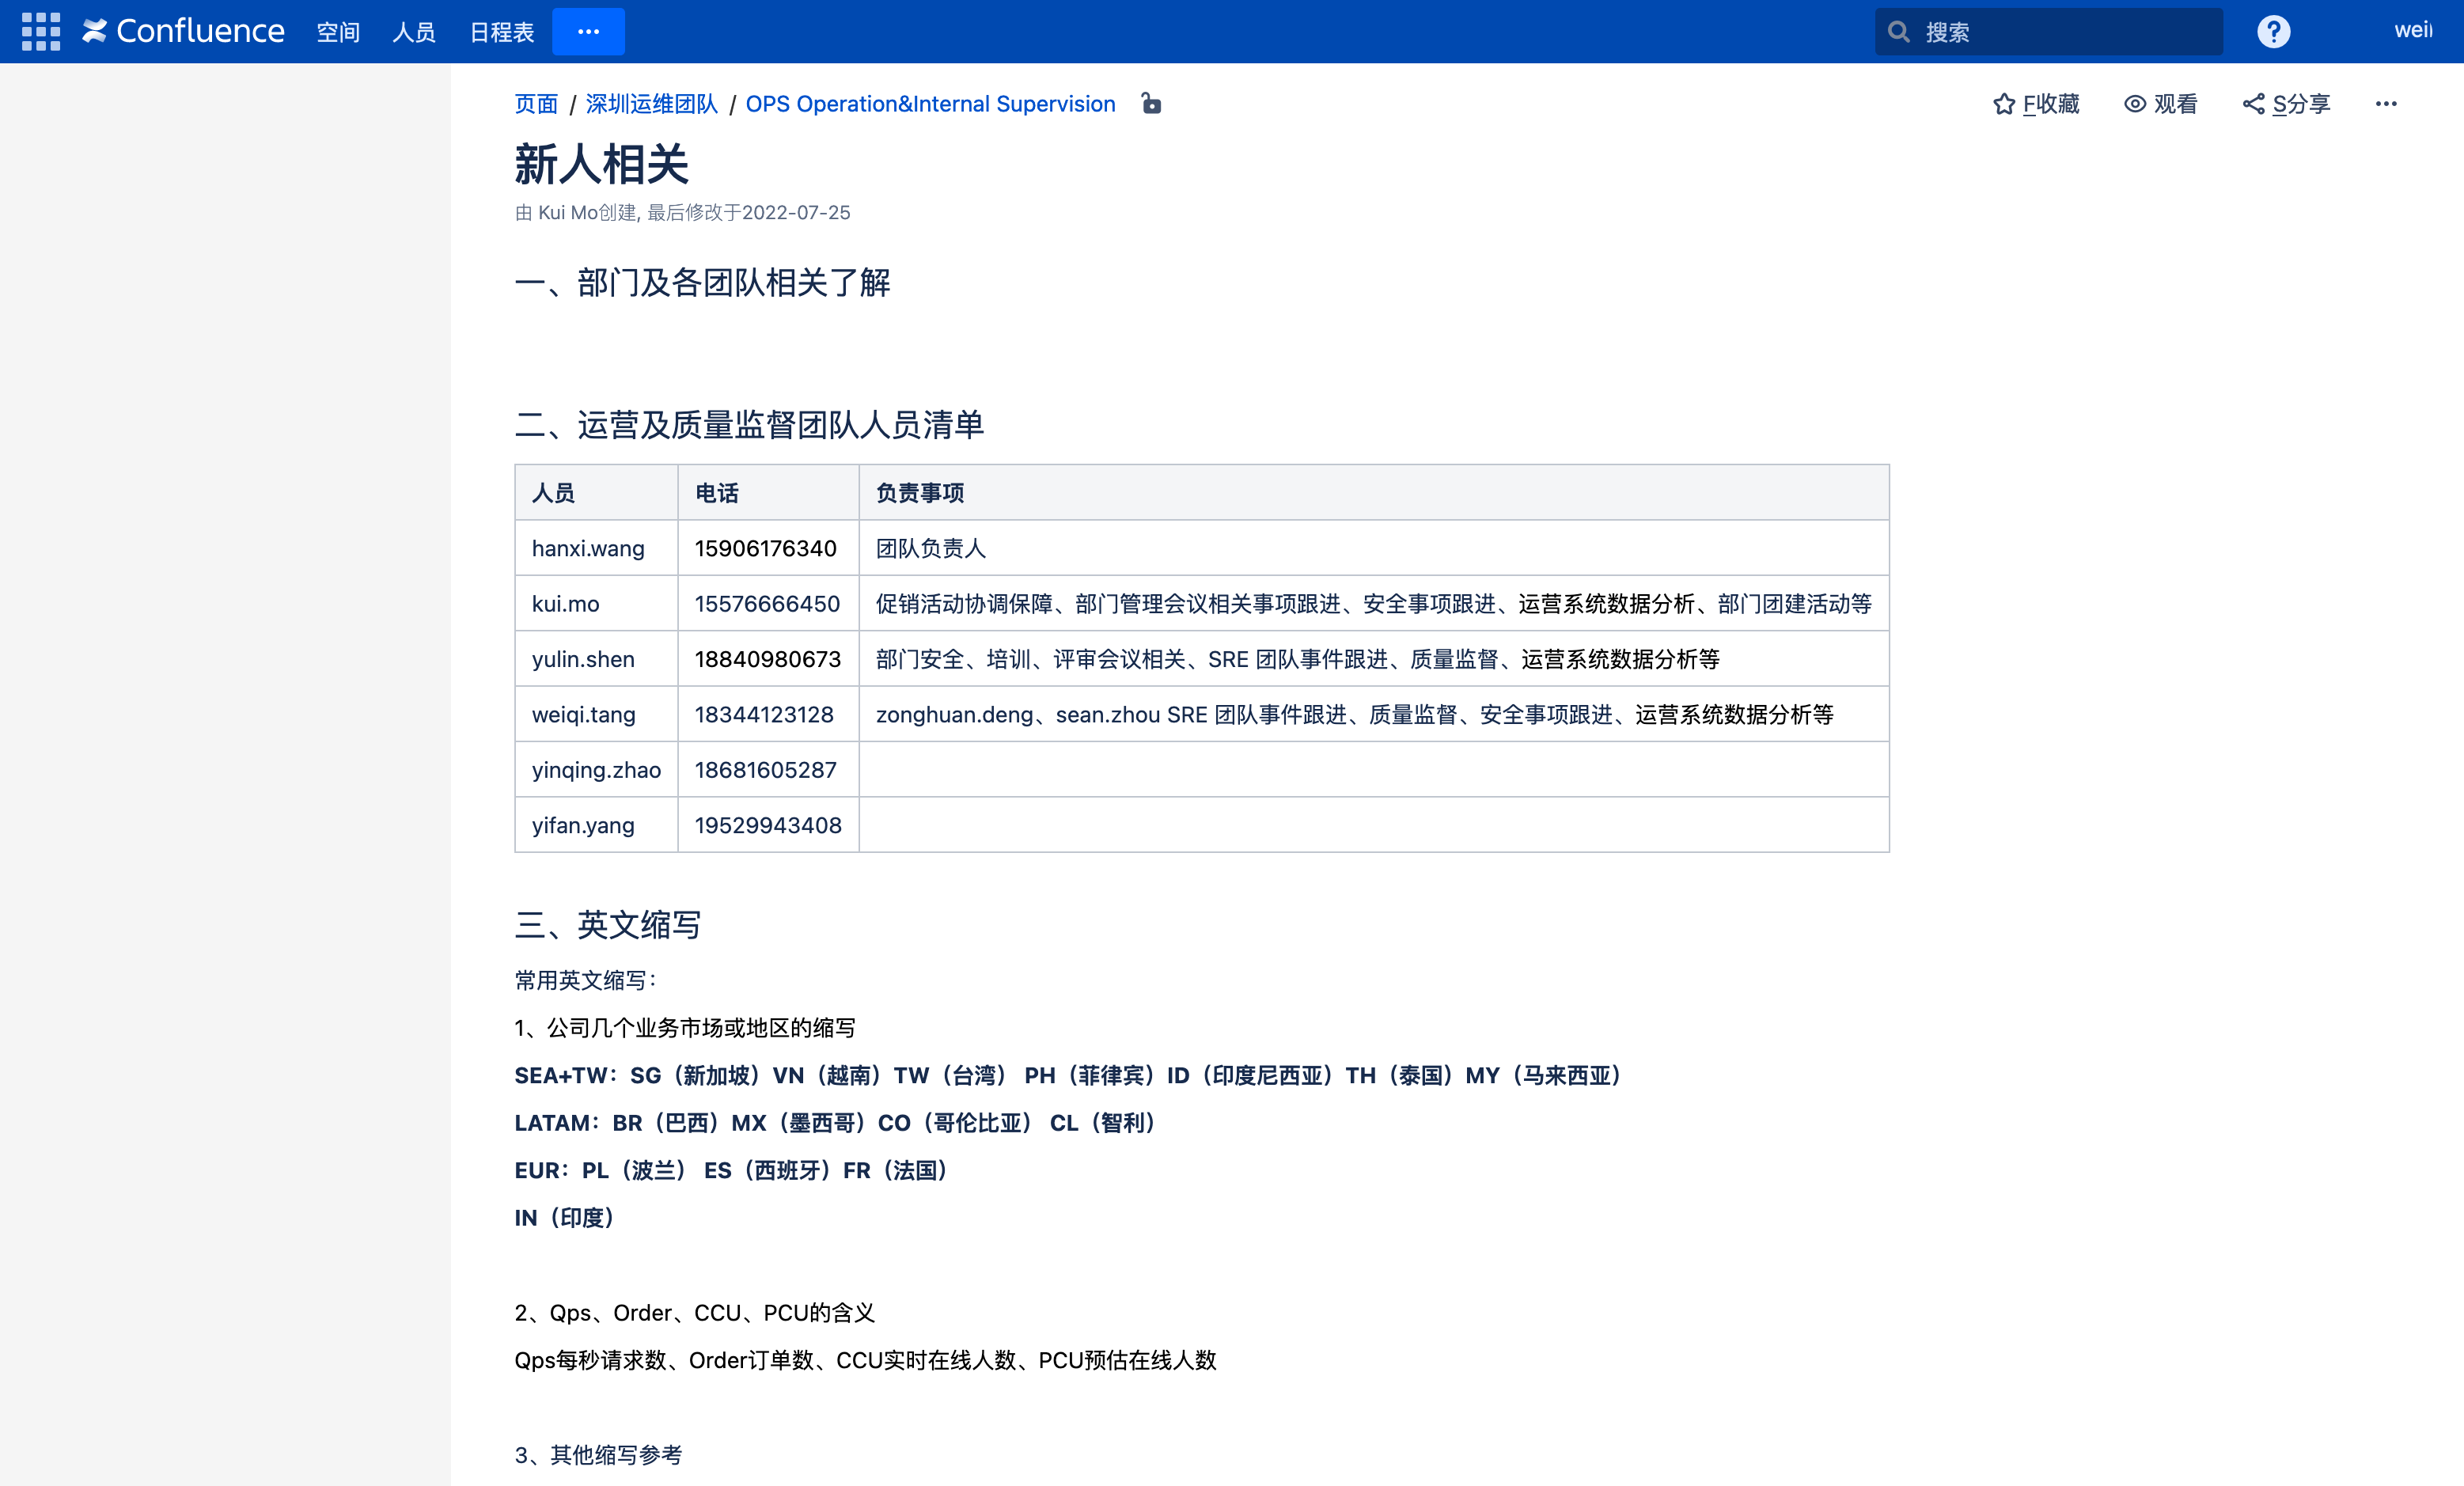 Confluence 空间 人员 日程表 ··· 搜索 ?
页面 / 深圳运维团队 / OPS Operation&Internal Supervision F收藏 观看 S分享 ···
新人相关
由 Kui Mo创建, 最后修改于2022-07-25
一、部门及各团队相关了解
二、运营及质量监督团队人员清单
人员 电话 负责事项
hanxi.wang 15906176340 团队负责人
kui.mo 15576666450 促销活动协调保障、部门管理会议相关事项跟进、安全事项跟进、运营系统数据分析、部门团建活动等
yulin.shen 18840980673 部门安全、培训、评审会议相关、SRE 团队事件跟进、质量监督、运营系统数据分析等
weiqi.tang 18344123128 zonghuan.deng、sean.zhou SRE 团队事件跟进、质量监督、安全事项跟进、运营系统数据分析等
yinqing.zhao 18681605287
yifan.yang 19529943408
三、英文缩写
常用英文缩写：
1、公司几个业务市场或地区的缩写
SEA+TW：SG（新加坡）VN（越南）TW（台湾） PH（菲律宾）ID（印度尼西亚）TH（泰国）MY（马来西亚）
LATAM：BR（巴西）MX（墨西哥）CO（哥伦比亚） CL（智利）
EUR：PL（波兰） ES（西班牙）FR（法国）
IN（印度）
2、Qps、Order、CCU、PCU的含义
Qps每秒请求数、Order订单数、CCU实时在线人数、PCU预估在线人数
3、其他缩写参考